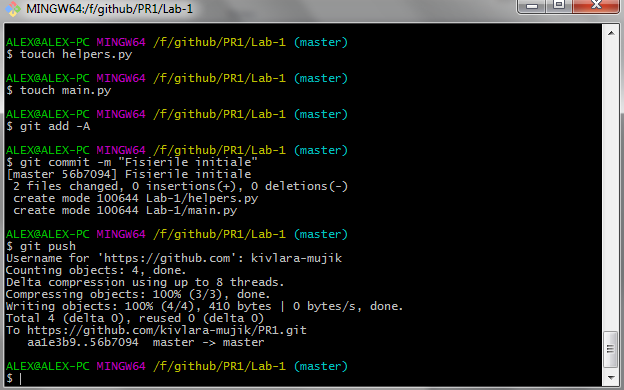 MINGW64:/f/github/PR1/Lab-1
ALEX@ALEX-PC MINGW64 /f/github/PR1/Lab-1 (master)
$ touch helpers.py
ALEX@ALEX-PC MINGW64 /f/github/PR1/Lab-1 (master)
$ touch main.py
ALEX@ALEX-PC MINGW64 /f/github/PR1/Lab-1 (master)
$ git add -A
ALEX@ALEX-PC MINGW64 /f/github/PR1/Lab-1 (master)
$ git commit -m "Fisierile initiale"
[master 56b7094] Fisierile initiale
 2 files changed, 0 insertions(+), 0 deletions(-)
 create mode 100644 Lab-1/helpers.py
 create mode 100644 Lab-1/main.py
ALEX@ALEX-PC MINGW64 /f/github/PR1/Lab-1 (master)
$ git push
Username for 'https://github.com': kivlara-mujik
Counting objects: 4, done.
Delta compression using up to 8 threads.
Compressing objects: 100% (3/3), done.
Writing objects: 100% (4/4), 410 bytes | 0 bytes/s, done.
Total 4 (delta 0), reused 0 (delta 0)
To https://github.com/kivlara-mujik/PR1.git
   aa1e3b9..56b7094  master -> master
ALEX@ALEX-PC MINGW64 /f/github/PR1/Lab-1 (master)
$